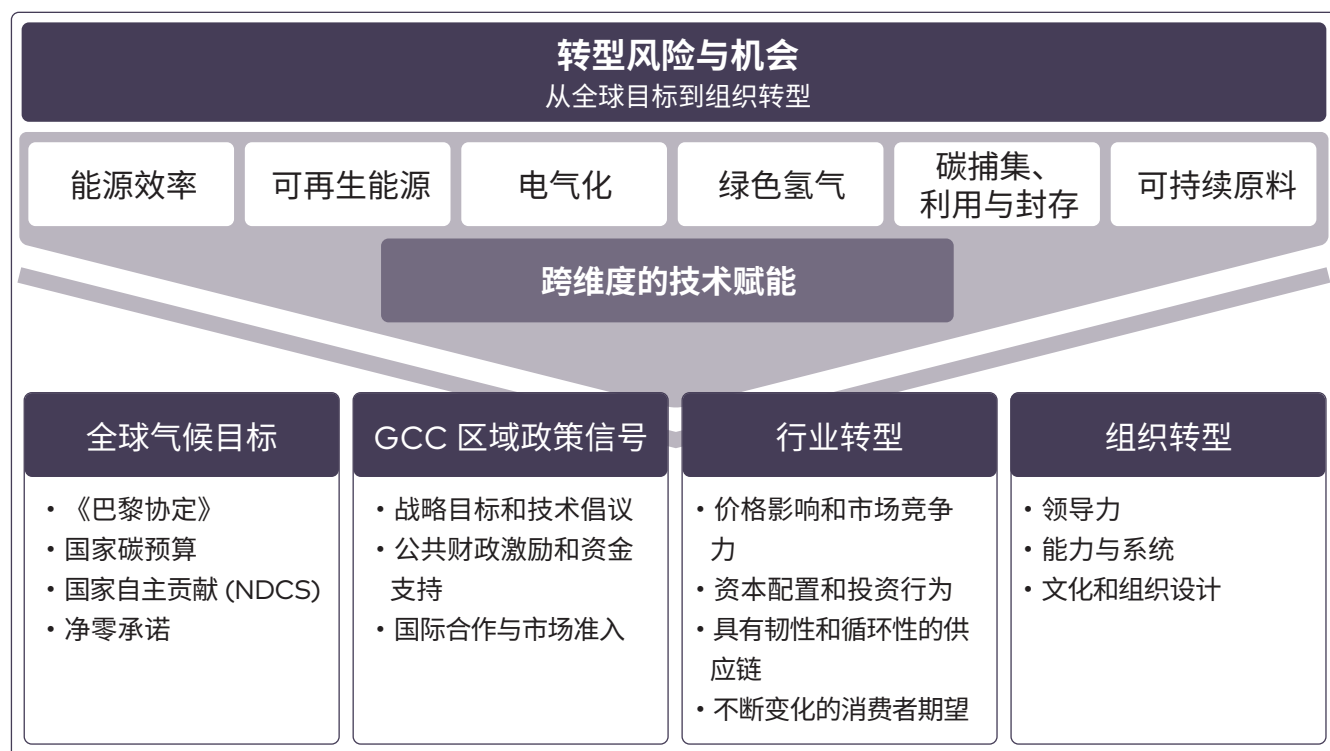 转型风险与机会
从全球目标到组织转型
能源效率
可再生能源
电气化
绿色氢气
碳捕集、
利用与封存
可持续原料
跨维度的技术赋能
全球气候目标
•《巴黎协定》
• 国家碳预算
• 国家自主贡献 (NDCS)
• 净零承诺
GCC 区域政策信号
• 战略目标和技术倡议
• 公共财政激励和资金
支持
• 国际合作与市场准入
行业转型
• 价格影响和市场竞争
力
• 资本配置和投资行为
• 具有韧性和循环性的供
应链
• 不断变化的消费者期望
组织转型
• 领导力
• 能力与系统
• 文化和组织设计